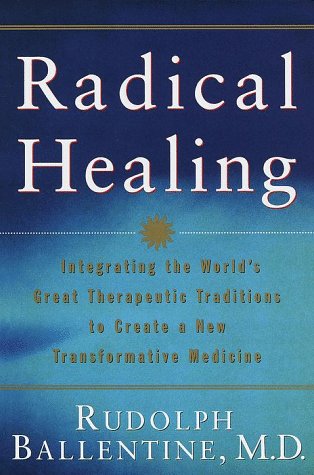 Radical
Healing
Integrating the World's
Great Therapeutic Traditions
to Create a New
Transformative Medicine
RUDOLPH
BALLENTINE, M.D.